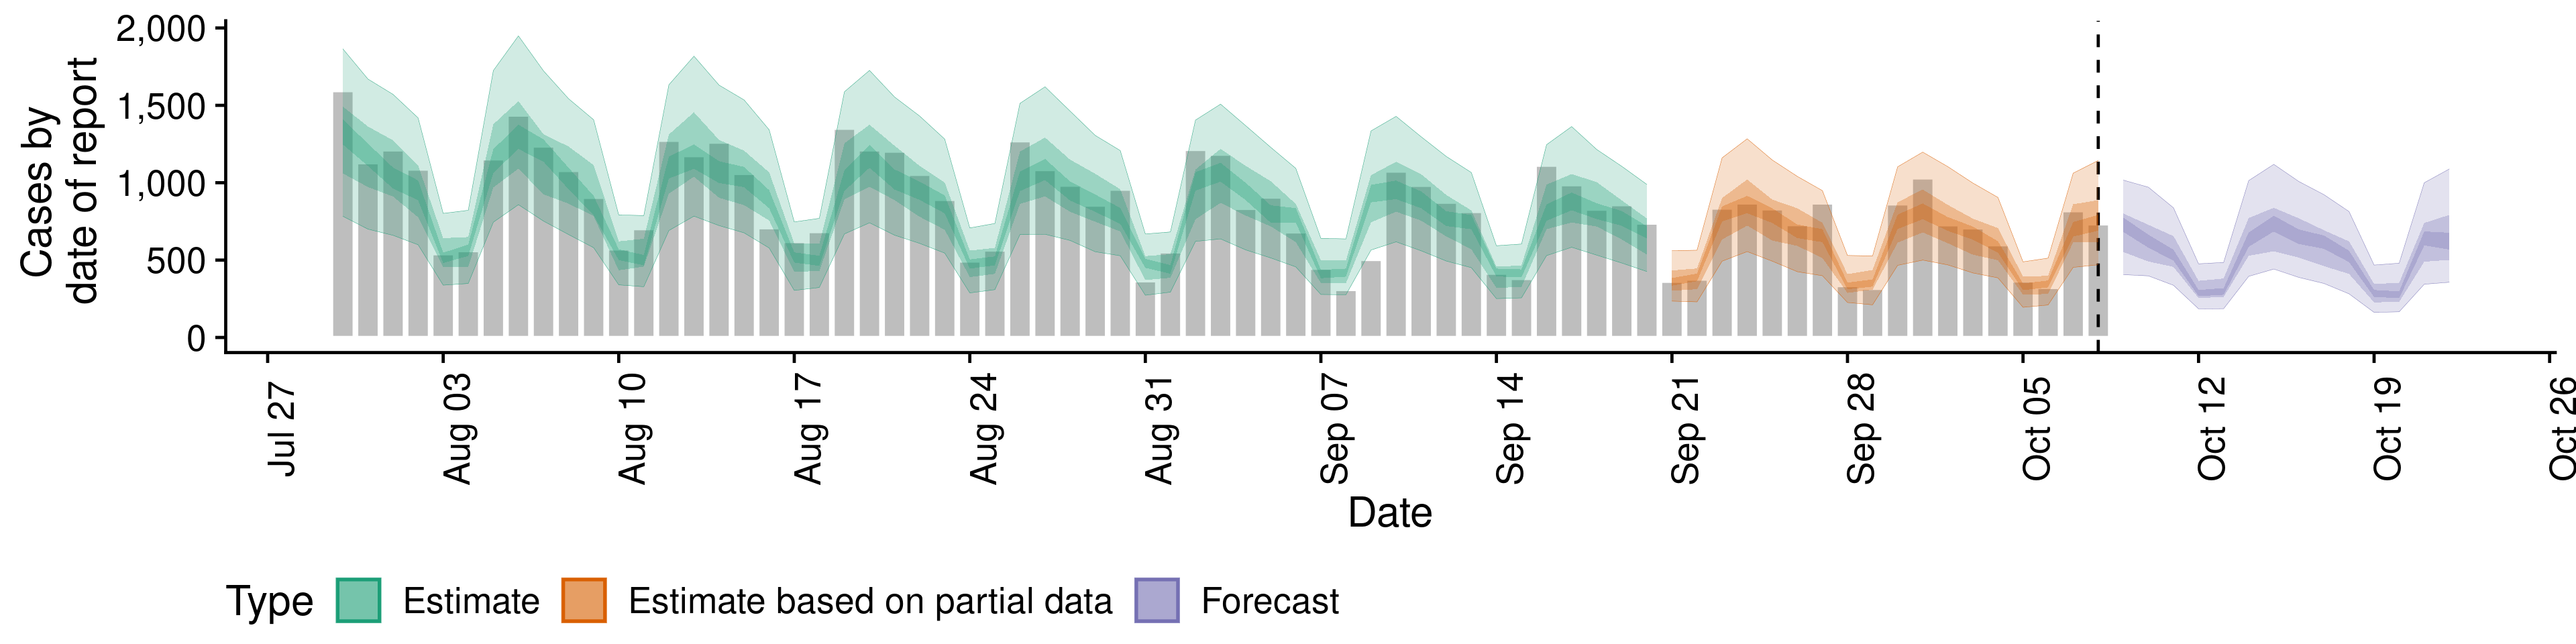 Cases by
date of report
2,000
1,500
1,000
500
0
Jul 27
Aug 03
Aug 10
Aug 17
Aug 24
Aug 31
Sep 07
Sep 14
Sep 21
Sep 28
Oct 05
Oct 12
Oct 19
Oct 26
Date
Type
Estimate
Estimate based on partial data
Forecast